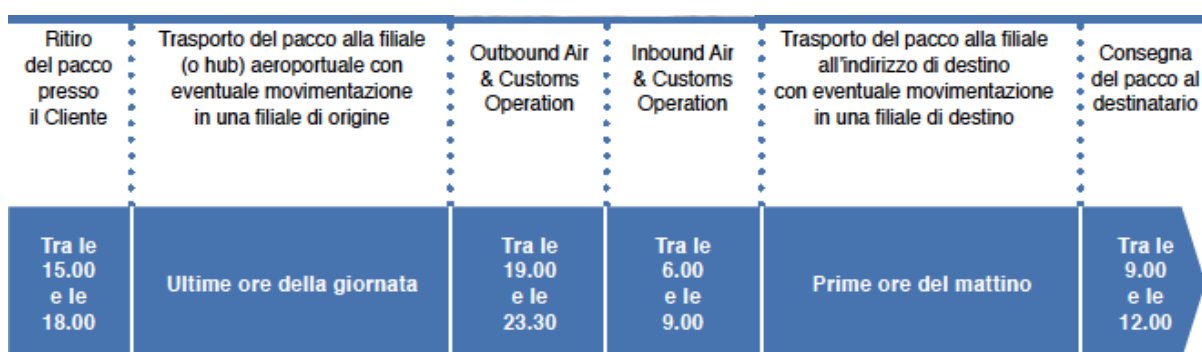 Ritiro
del pacco
presso
il Cliente
Trasporto del pacco alla filiale
(o hub) aeroportuale con
eventuale movimentazione
in una filiale di origine
Outbound Air
& Customs
Operation
Inbound Air
& Customs
Operation
Trasporto del pacco alla filiale
all'indirizzo di destino
con eventuale movimentazione
in una filiale di destino
Consegna
del pacco al
destinatario
Tra le
15.00
e le
18.00
Ultime ore della giornata
Tra le
19.00
e le
23.30
Tra le
6.00
e le
9.00
Prime ore del mattino
Tra le
9.00
e le
12.00